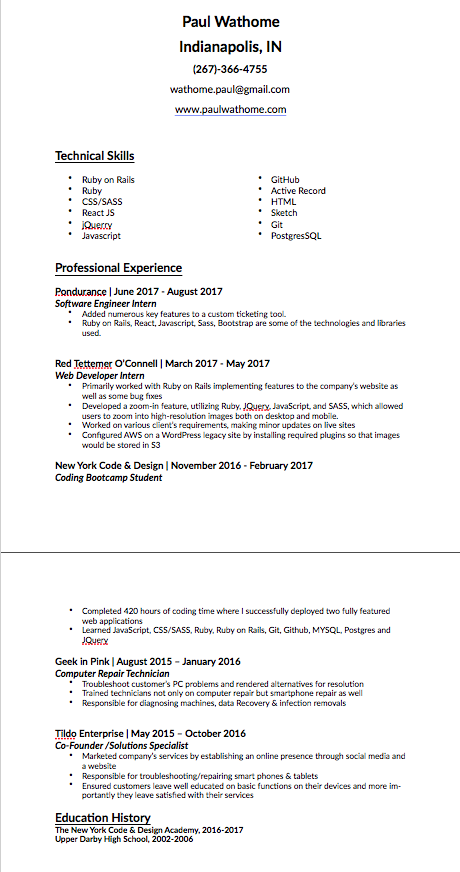 Paul Wathome
Indianapolis, IN
(267)-366-4755
wathome.paul@gmail.com
www.paulwathome.com
Technical Skills
• Ruby on Rails
• Ruby
• CSS/SASS
• React JS
• jQuerry
• Javascript
• GitHub
• Active Record
• HTML
• Sketch
• Git
• PostgresSQL
Professional Experience
Pondurance | June 2017 - August 2017
Software Engineer Intern
• Added numerous key features to a custom ticketing tool.
• Ruby on Rails, React, Javascript, Sass, Bootstrap are some of the technologies and libraries
used.
Red Tettemer O'Connell | March 2017 - May 2017
Web Developer Intern
• Primarily worked with Ruby on Rails implementing features to the company's website as
well as some bug fixes
• Developed a zoom-in feature, utilizing Ruby, JQuery, JavaScript, and SASS, which allowed
users to zoom into high-resolution images both on desktop and mobile.
• Worked on various client's requirements, making minor updates on live sites
• Configured AWS on a WordPress legacy site by installing required plugins so that images
would be stored in S3
New York Code & Design | November 2016 - February 2017
Coding Bootcamp Student
• Completed 420 hours of coding time where I successfully deployed two fully featured
web applications
• Learned JavaScript, CSS/SASS, Ruby, Ruby on Rails, Git, Github, MYSQL, Postgres and
JQuery
Geek in Pink | August 2015 – January 2016
Computer Repair Technician
• Troubleshoot customer's PC problems and rendered alternatives for resolution
• Trained technicians not only on computer repair but smartphone repair as well
• Responsible for diagnosing machines, data Recovery & infection removals
Tildo Enterprise | May 2015 – October 2016
Co-Founder /Solutions Specialist
• Marketed company's services by establishing an online presence through social media and
a website
• Responsible for troubleshooting/repairing smart phones & tablets
• Ensured customers leave well educated on basic functions on their devices and more im-
portantly they leave satisfied with their services
Education History
The New York Code & Design Academy, 2016-2017
Upper Darby High School, 2002-2006